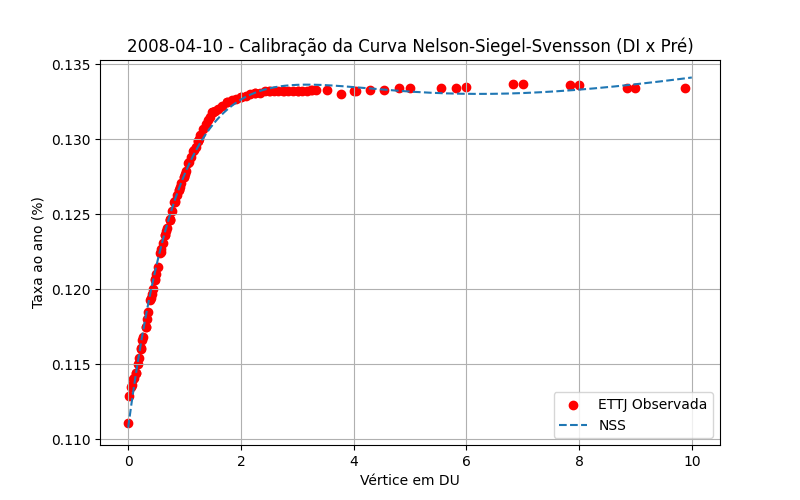 2008-04-10 - Calibração da Curva Nelson-Siegel-Svensson (DI x Pré)
0.135
0.130
0.125
0.120
0.115
0.110
Taxa ao ano (%)
0 2 4 6 8 10
Vértice em DU
ETTJ Observada
NSS